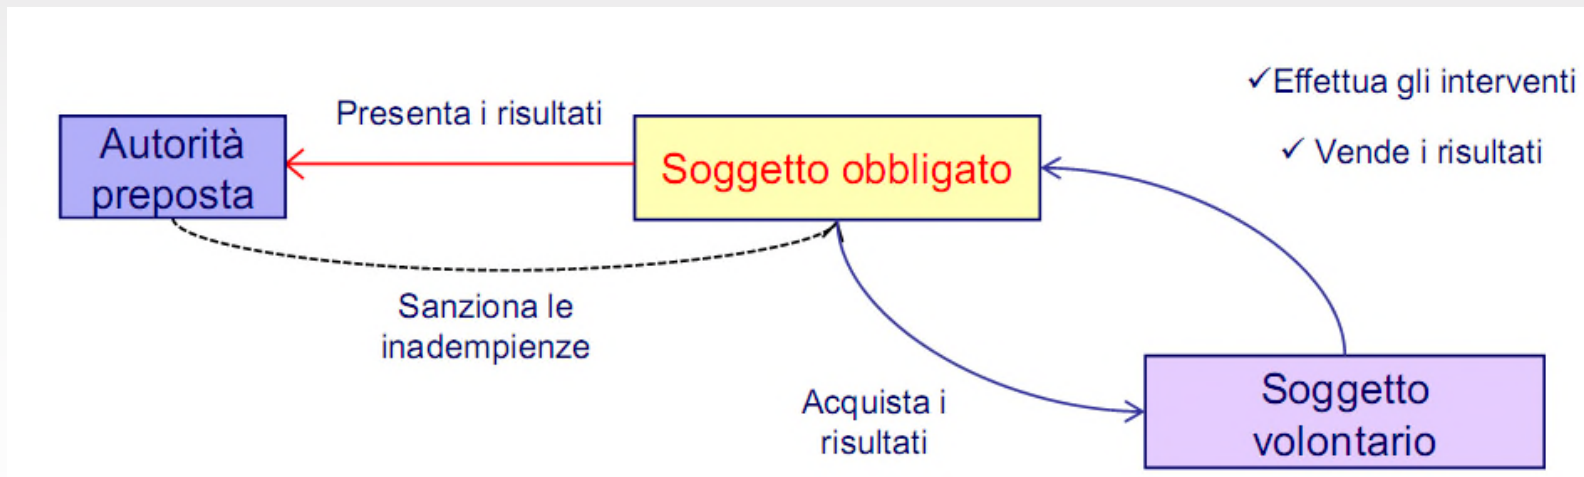 ✓Effettua gli interventi
Presenta i risultati
Autorità
preposta
Soggetto obbligato
✓ Vende i risultati
Sanziona le
inadempienze
Acquista i
risultati
Soggetto
volontario